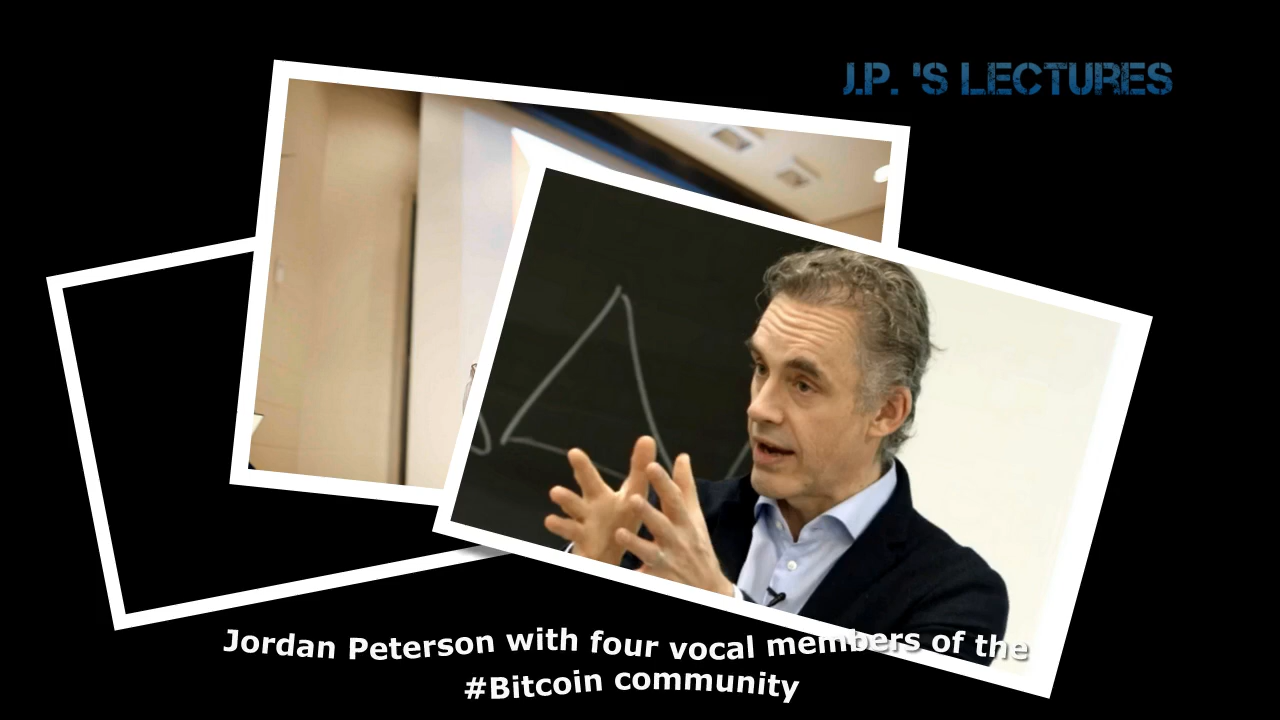 J.P. 'S LECTURES
Jordan Peterson with four vocal members of the
#Bitcoin community